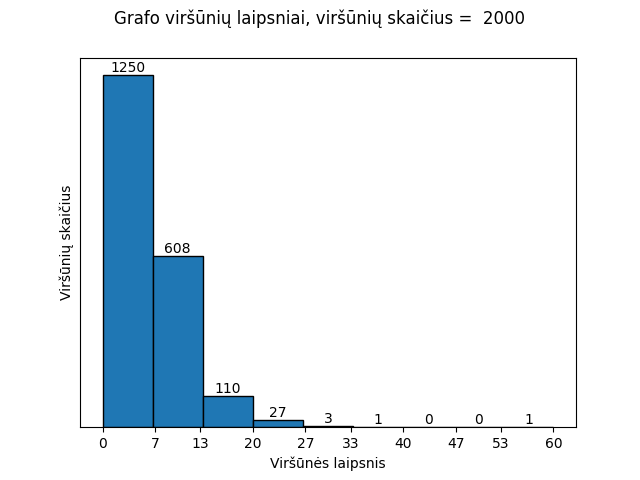 Grafo viršūnių laipsniai, viršūnių skaičius =  2000
1250
608
110
27
3
1
0
0
1
Viršūnių skaičius
0 7 13 20 27 33 40 47 53 60
Viršūnės laipsnis